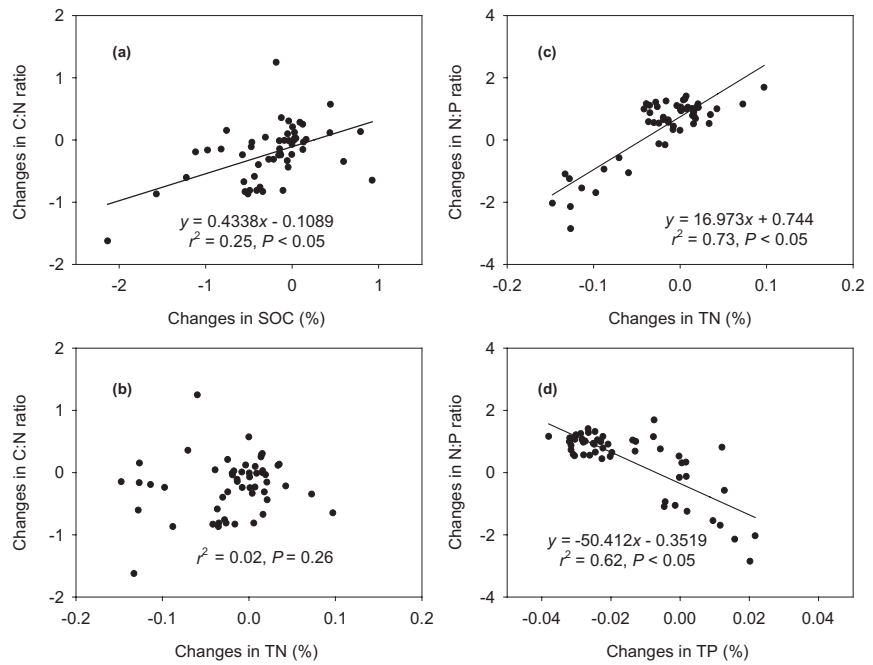 (a)
Changes in C:N ratio
2
1
0
-1
-2
y = 0.4338x - 0.1089
r² = 0.25, P < 0.05
-2 -1 0 1
Changes in SOC (%)
(c)
Changes in N:P ratio
4
2
0
-2
-4
y = 16.973x + 0.744
r² = 0.73, P < 0.05
-0.2 -0.1 0.0 0.1 0.2
Changes in TN (%)
(b)
Changes in C:N ratio
2
1
0
-1
-2
r² = 0.02, P = 0.26
-0.2 -0.1 0.0 0.1 0.2
Changes in TN (%)
(d)
Changes in N:P ratio
4
2
0
-2
-4
y = -50.412x - 0.3519
r² = 0.62, P < 0.05
-0.04 -0.02 0.00 0.02 0.04
Changes in TP (%)